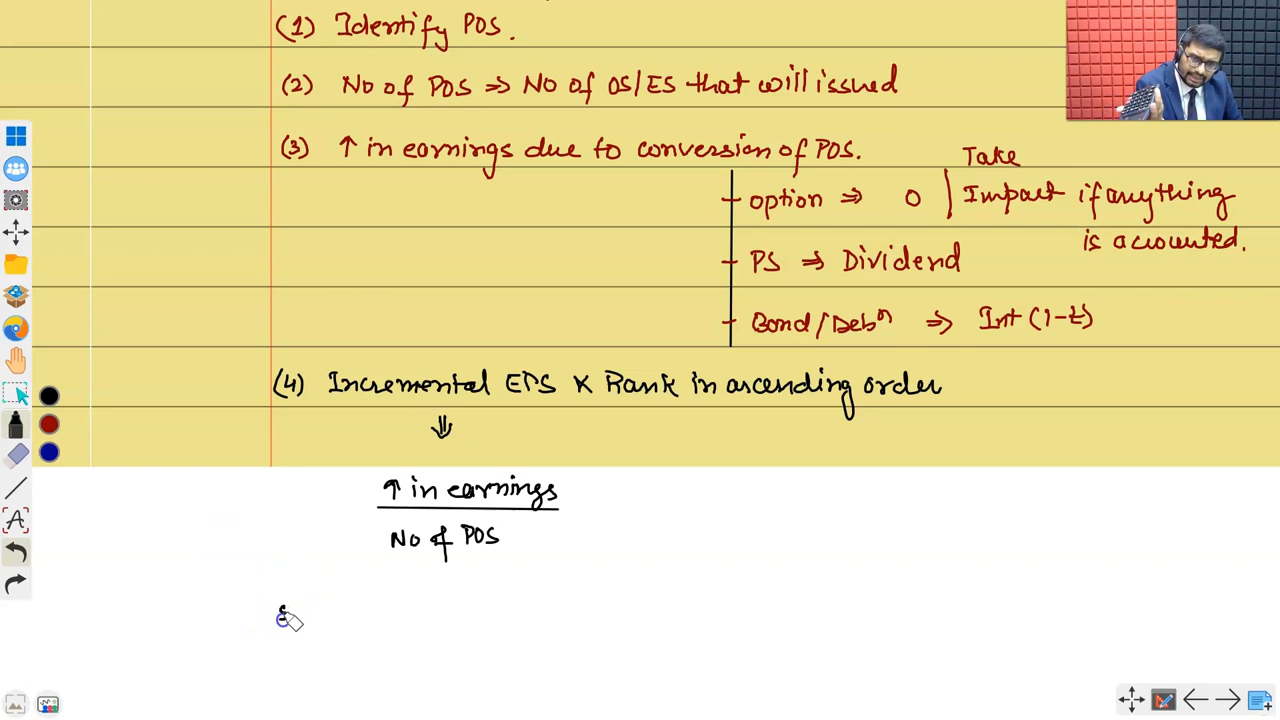 (1) Identify POS.
(2) No of POS ⇒ No of OS/ES that will issued
(3) ↑ in earnings due to conversion of POS.
option ⇒ 0 | Take Impact if anything is accounted.
PS ⇒ Dividend
Bond/Debⁿ ⇒ Int (1-t)
(4) Incremental EPS & Rank in ascending order
⇓
↑ in earnings
No of POS